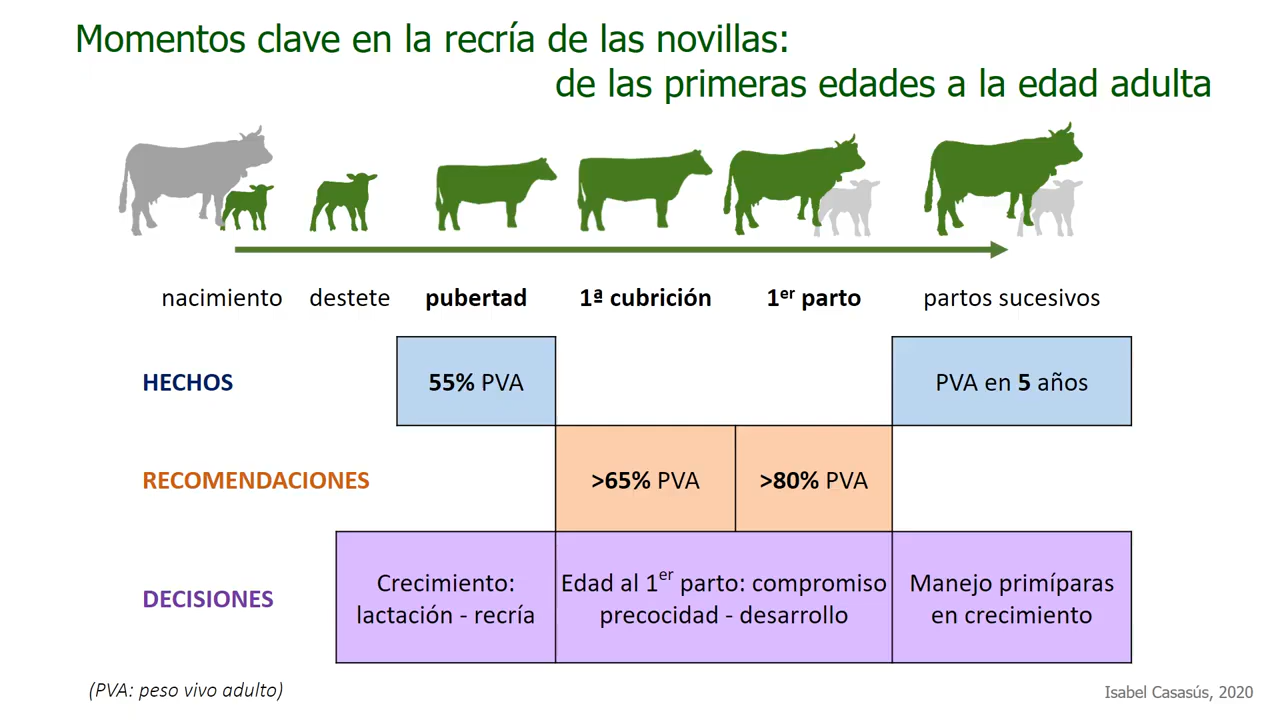 Momentos clave en la recría de las novillas:
de las primeras edades a la edad adulta
nacimiento destete pubertad 1ª cubrición 1er parto partos sucesivos
HECHOS 55% PVA PVA en 5 años
RECOMENDACIONES >65% PVA >80% PVA
DECISIONES
Crecimiento:
lactación - recría
Edad al 1er parto: compromiso
precocidad - desarrollo
Manejo primíparas
en crecimiento
(PVA: peso vivo adulto)
Isabel Casasús, 2020